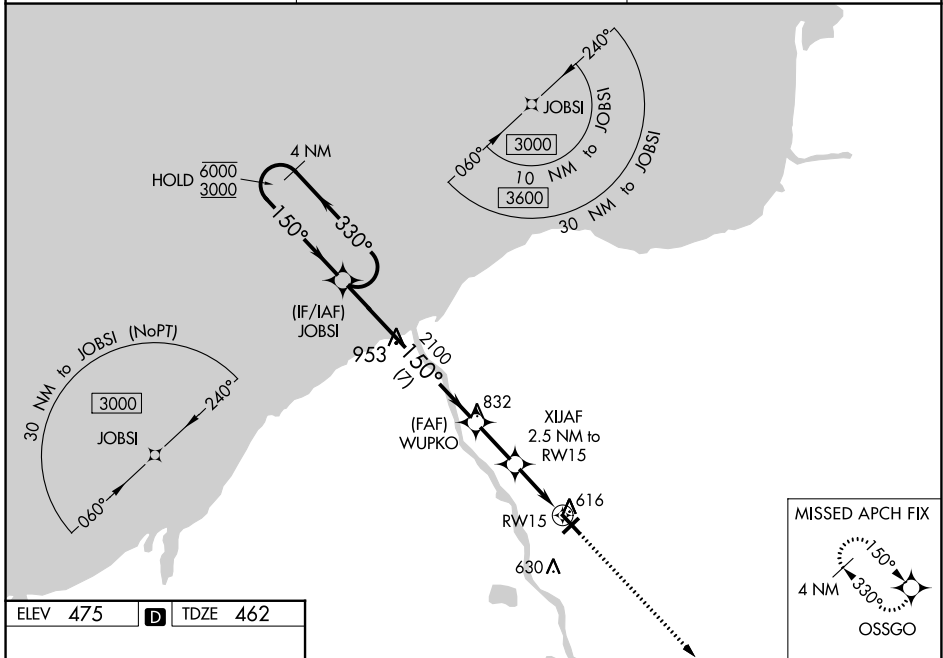 240°
JOBSI
3000
060°
10 NM to JOBSI
3600
30 NM to JOBSI
4 NM
HOLD 6000
3000
150°
330°
(IF/IAF)
JOBSI
953
2100
150°
(7)
30 NM to JOBSI (NoPT)
3000
240°
JOBSI
060°
832
(FAF)
WUPKO
XIJAF
2.5 NM to
RW15
616
RW15
630
MISSED APCH FIX
150°
4 NM
330°
OSSGO
ELEV 475 D TDZE 462